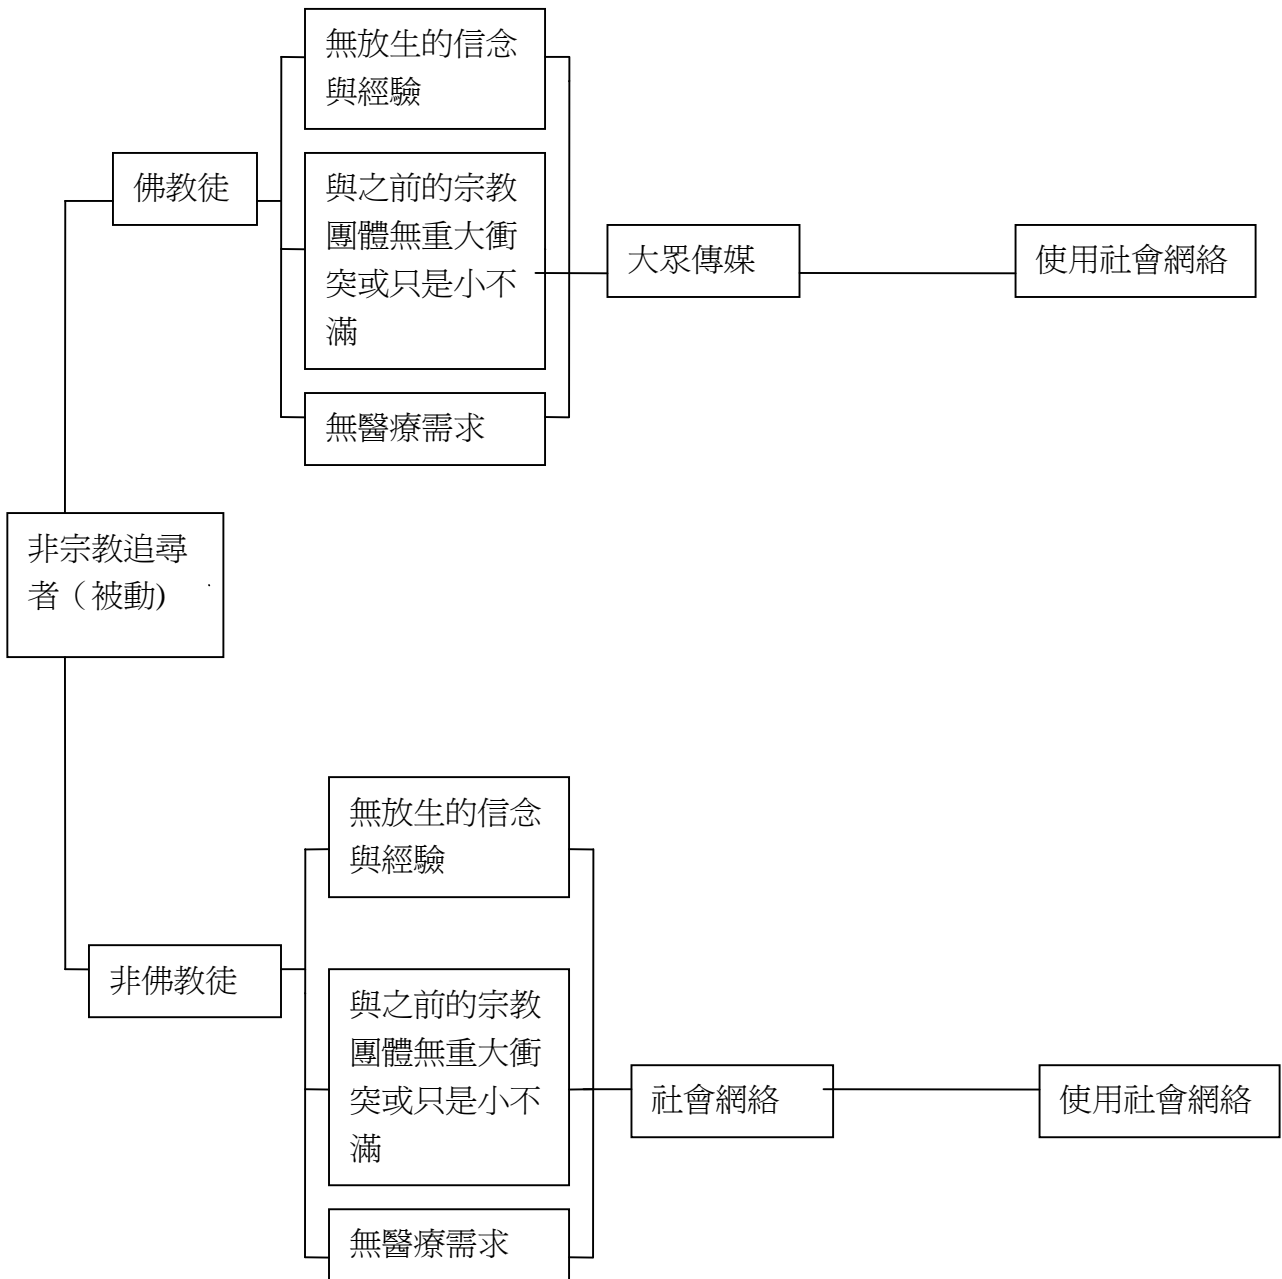 無放生的信念
與經驗
佛教徒
與之前的宗教
團體無重大衝
突或只是小不
滿
大眾傳媒
使用社會網絡
無醫療需求
非宗教追尋
者（被動)
無放生的信念
與經驗
非佛教徒
與之前的宗教
團體無重大衝
突或只是小不
滿
社會網絡
使用社會網絡
無醫療需求